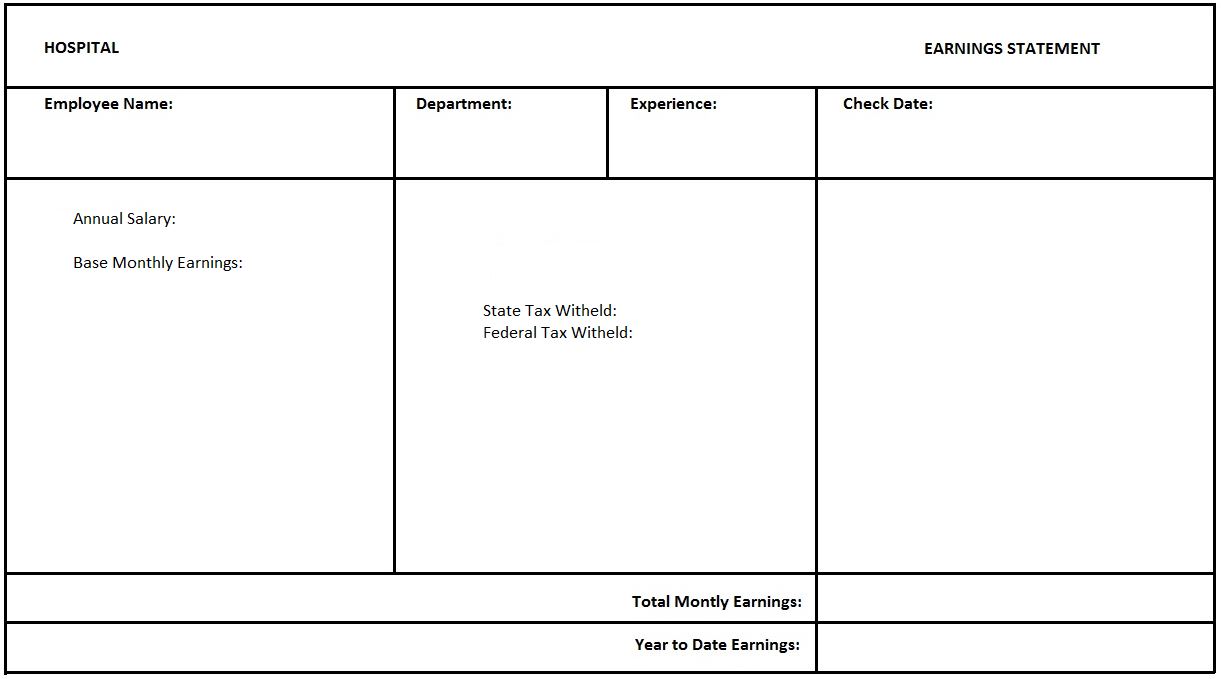 HOSPITAL
EARNINGS STATEMENT
Employee Name:
Department:
Experience:
Check Date:
Annual Salary:
Base Monthly Earnings:
State Tax Witheld:
Federal Tax Witheld:
Total Montly Earnings:
Year to Date Earnings: